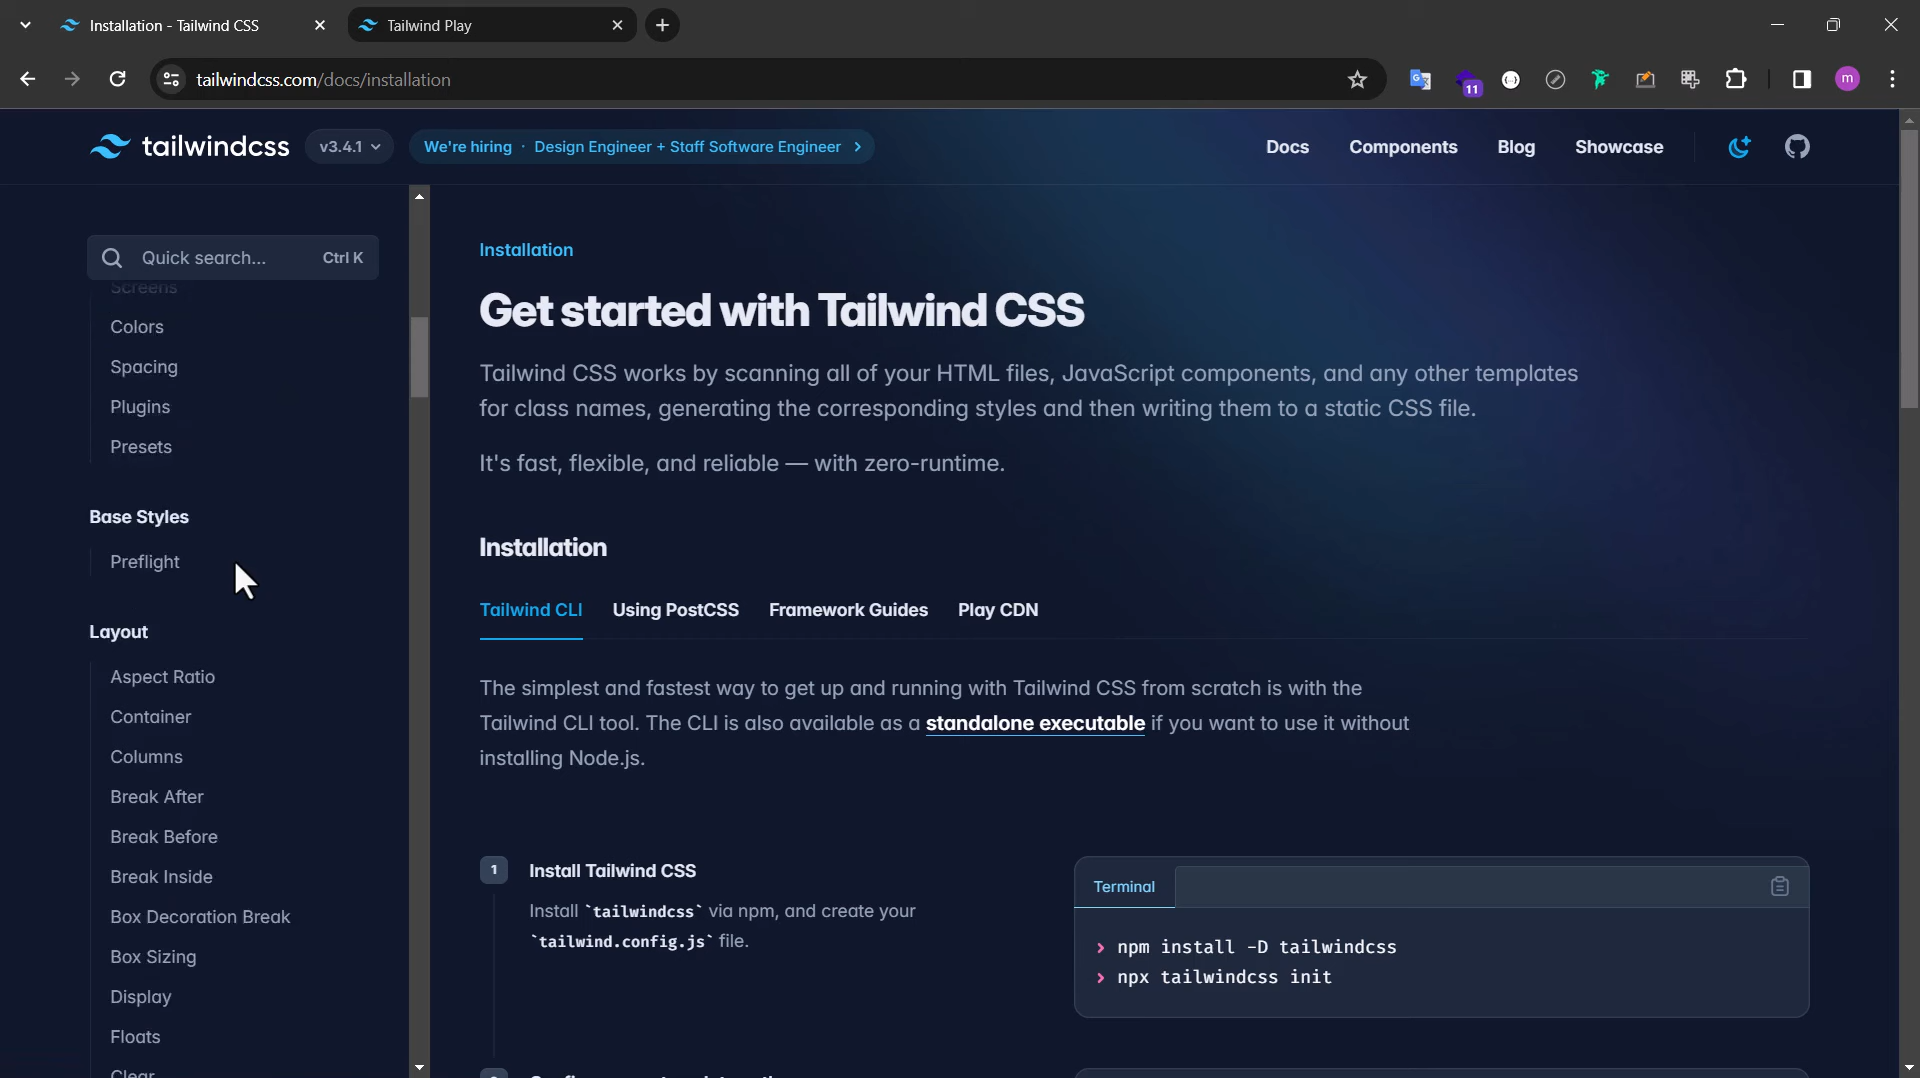 Installation - Tailwind CSS
Tailwind Play
tailwindcss.com/docs/installation
11
m
tailwindcss
v3.4.1
We're hiring · Design Engineer + Staff Software Engineer
Docs
Components
Blog
Showcase
Quick search...
Ctrl K
Screens
Colors
Spacing
Plugins
Presets
Base Styles
Preflight
Layout
Aspect Ratio
Container
Columns
Break After
Break Before
Break Inside
Box Decoration Break
Box Sizing
Display
Floats
Clear
Installation
Get started with Tailwind CSS
Tailwind CSS works by scanning all of your HTML files, JavaScript components, and any other templates
for class names, generating the corresponding styles and then writing them to a static CSS file.
It's fast, flexible, and reliable — with zero-runtime.
Installation
Tailwind CLI
Using PostCSS
Framework Guides
Play CDN
The simplest and fastest way to get up and running with Tailwind CSS from scratch is with the
Tailwind CLI tool. The CLI is also available as a standalone executable if you want to use it without
installing Node.js.
1
Install Tailwind CSS
Install `tailwindcss` via npm, and create your
`tailwind.config.js` file.
Terminal
> npm install -D tailwindcss
> npx tailwindcss init